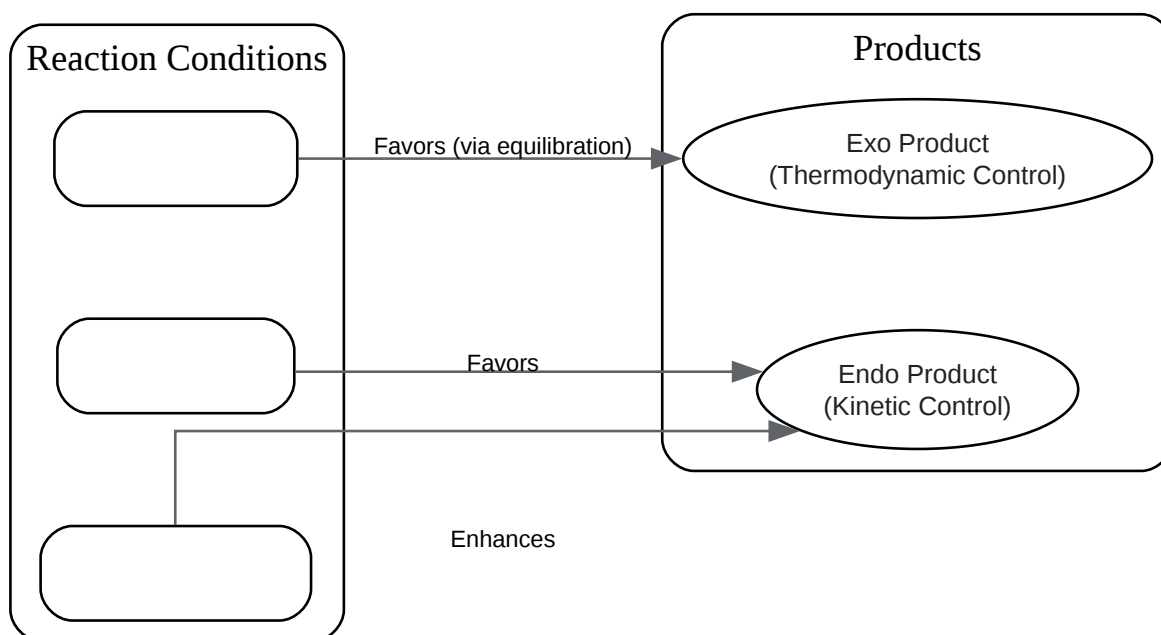 Reaction Conditions
Products
Favors (via equilibration)
Exo Product
(Thermodynamic Control)
Favors
Endo Product
(Kinetic Control)
Enhances